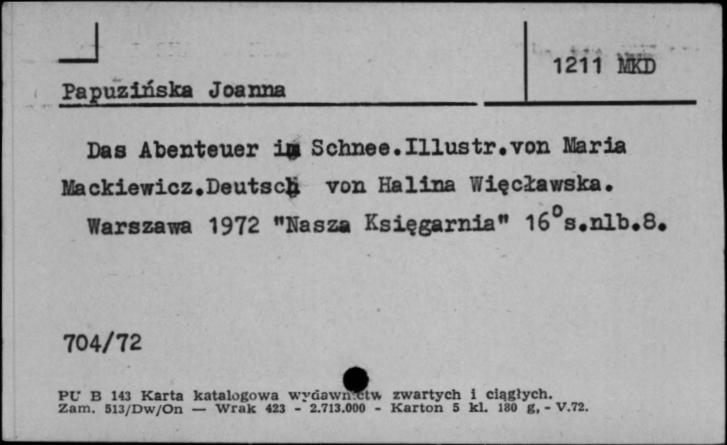 1211 MKD
Papuzińska Joanna
Das Abenteuer im Schnee.Illustr.von Maria
Mackiewicz.Deutsch von Halina Więcławska.
Warszawa 1972 "Nasza Księgarnia" 16°s.nlb.8.
704/72
PU B 143 Karta katalogowa wydawnictw zwartych i ciągłych.
Zam. 513/Dw/On — Wrak 423 - 2.713.000 - Karton 5 kl. 180 g, - V.72.